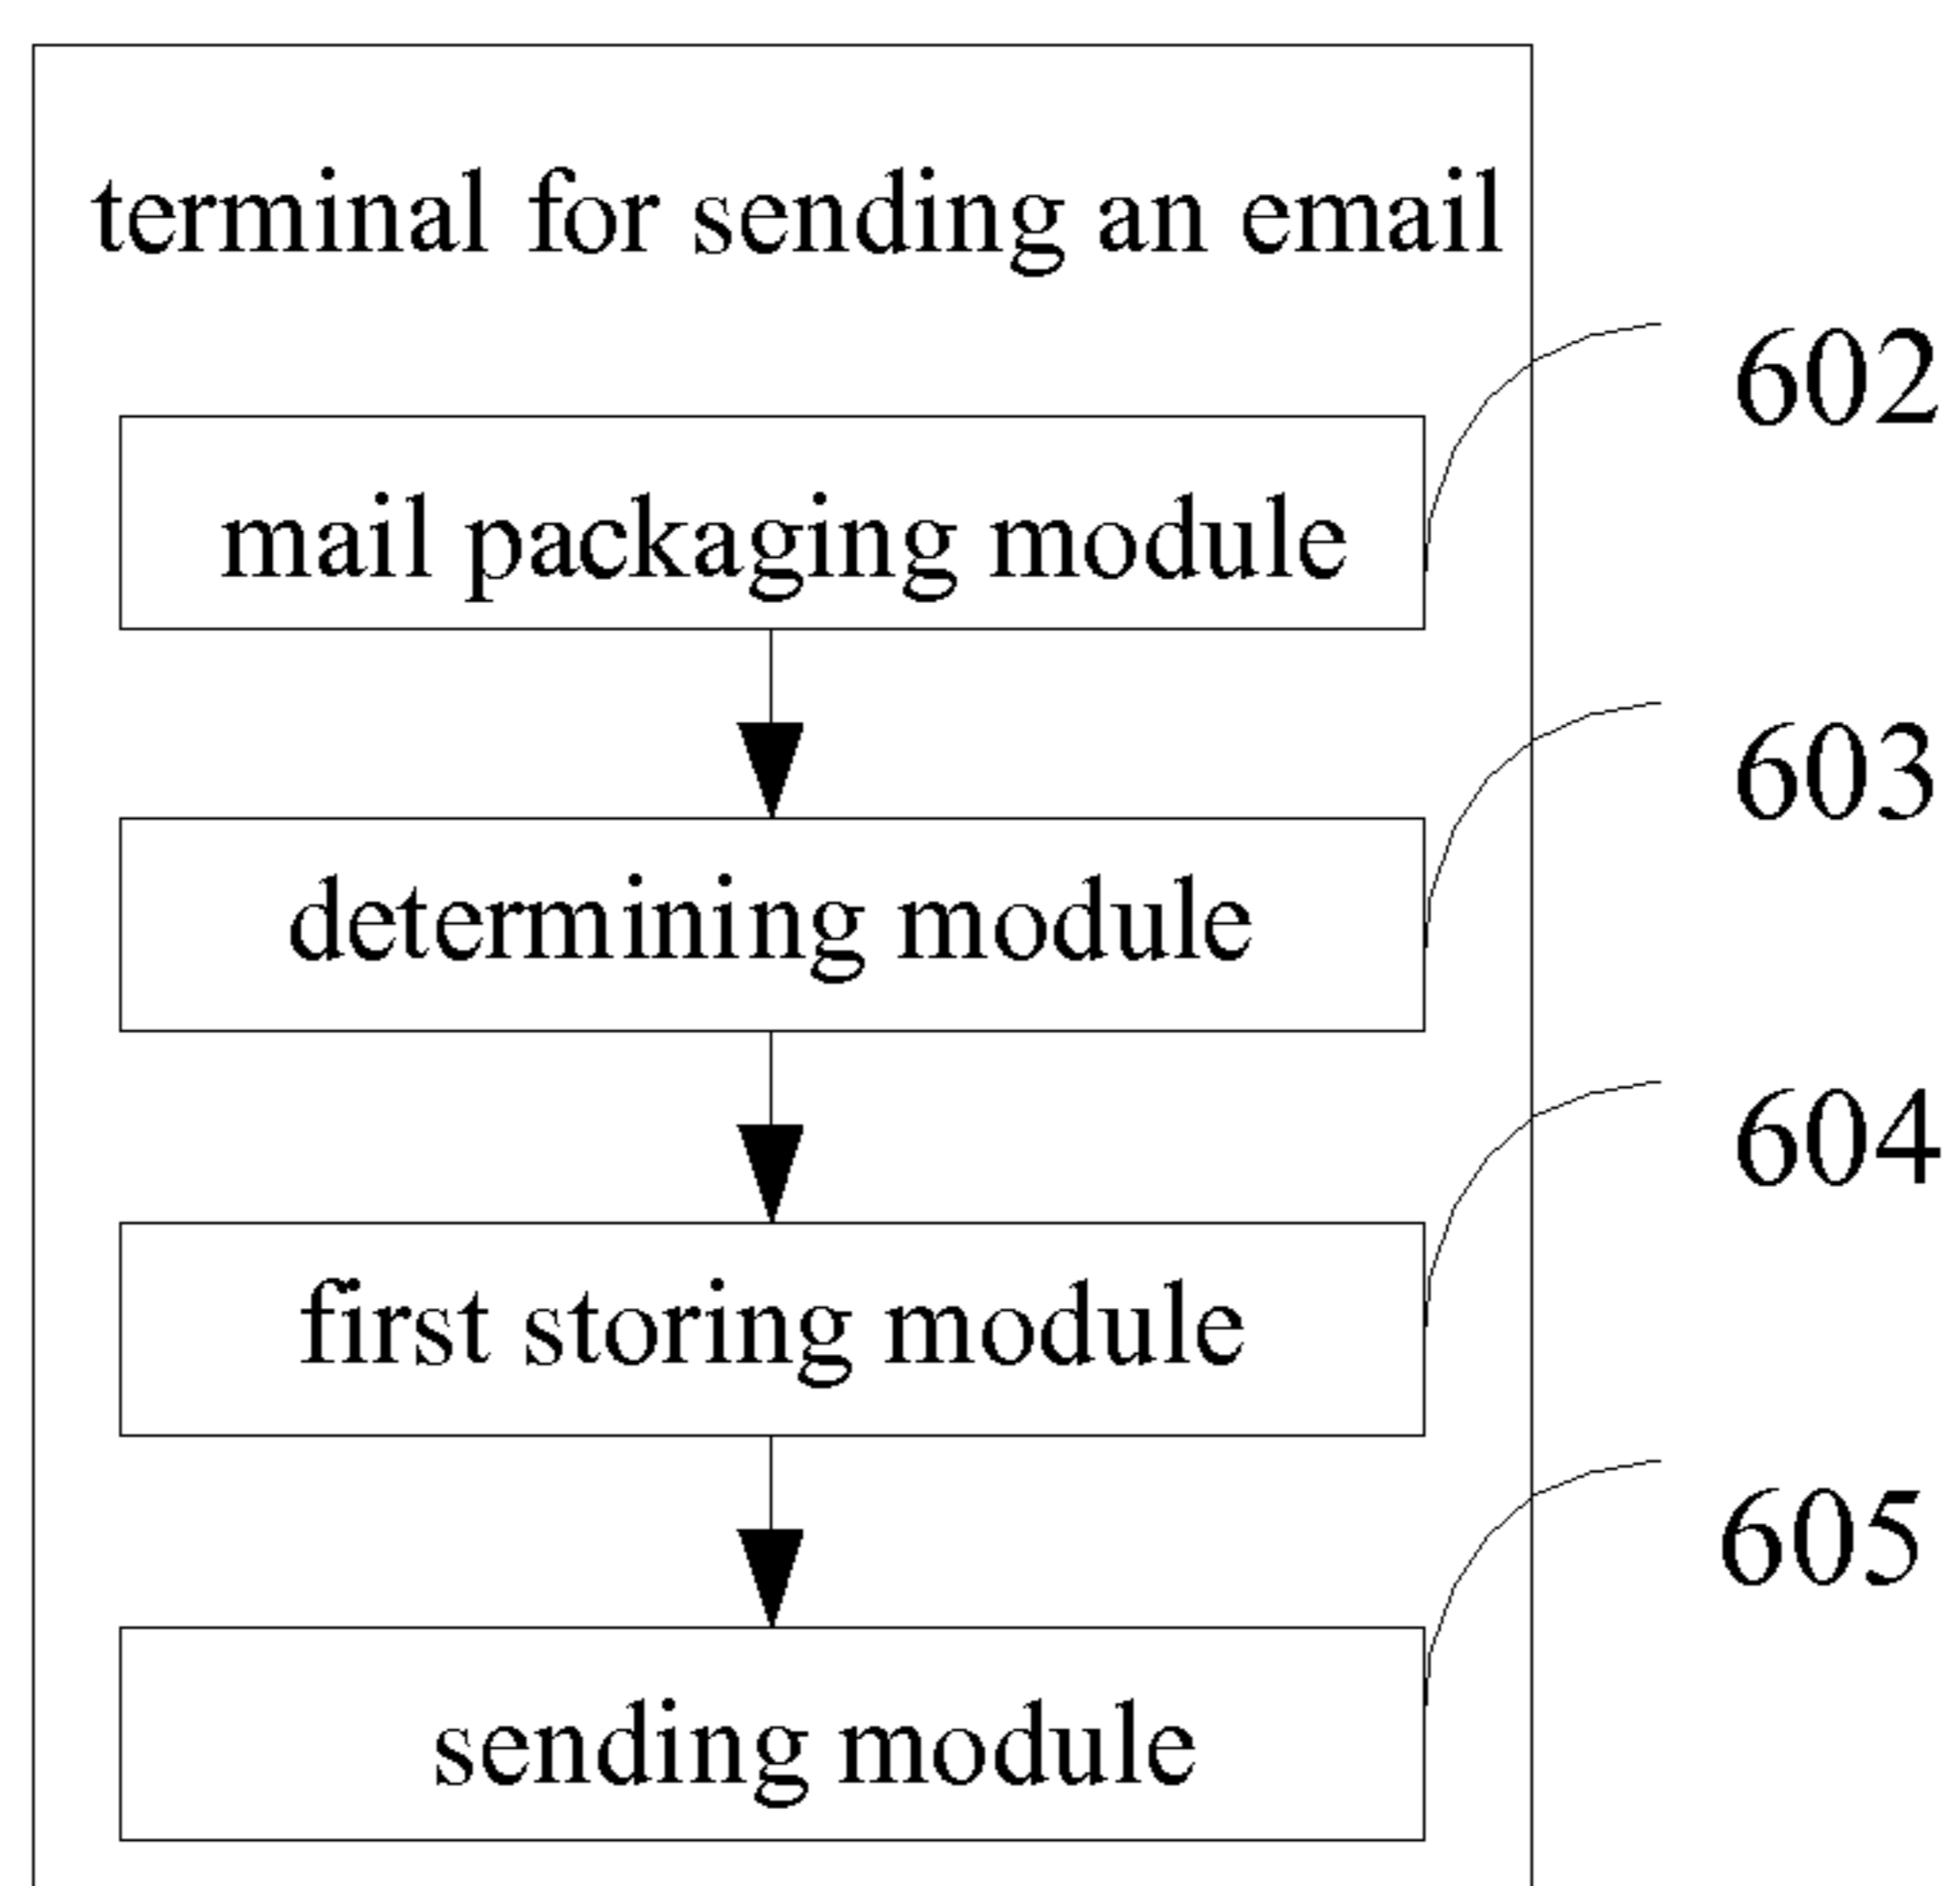 terminal for sending an email
602
mail packaging module
603
determining module
604
first storing module
605
sending module